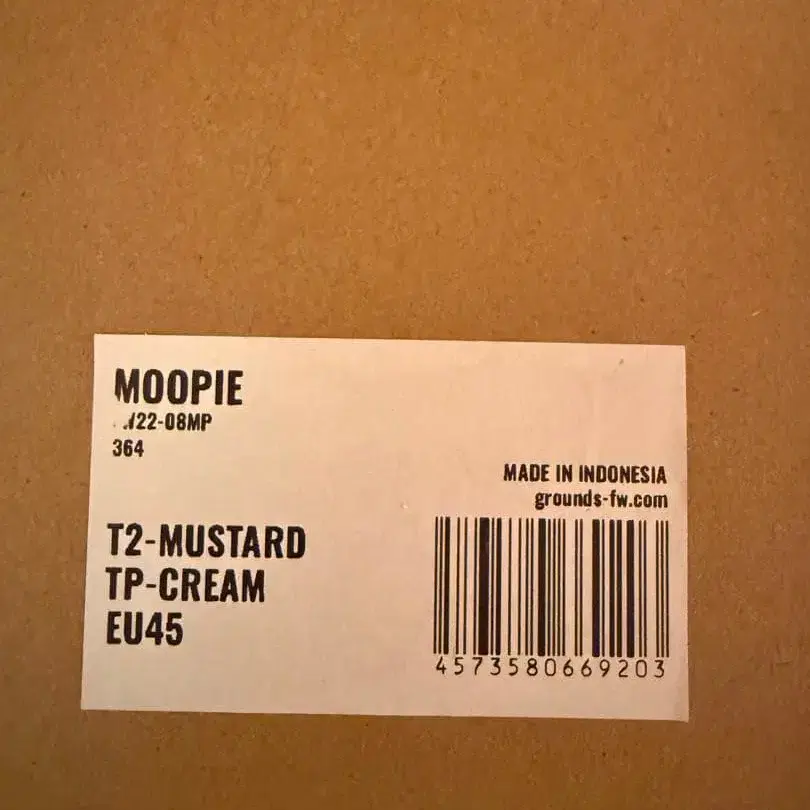 MOOPIE
22-08MP
364
MADE IN INDONESIA
grounds-fw.com
T2-MUSTARD
TP-CREAM
EU45
4573580669203